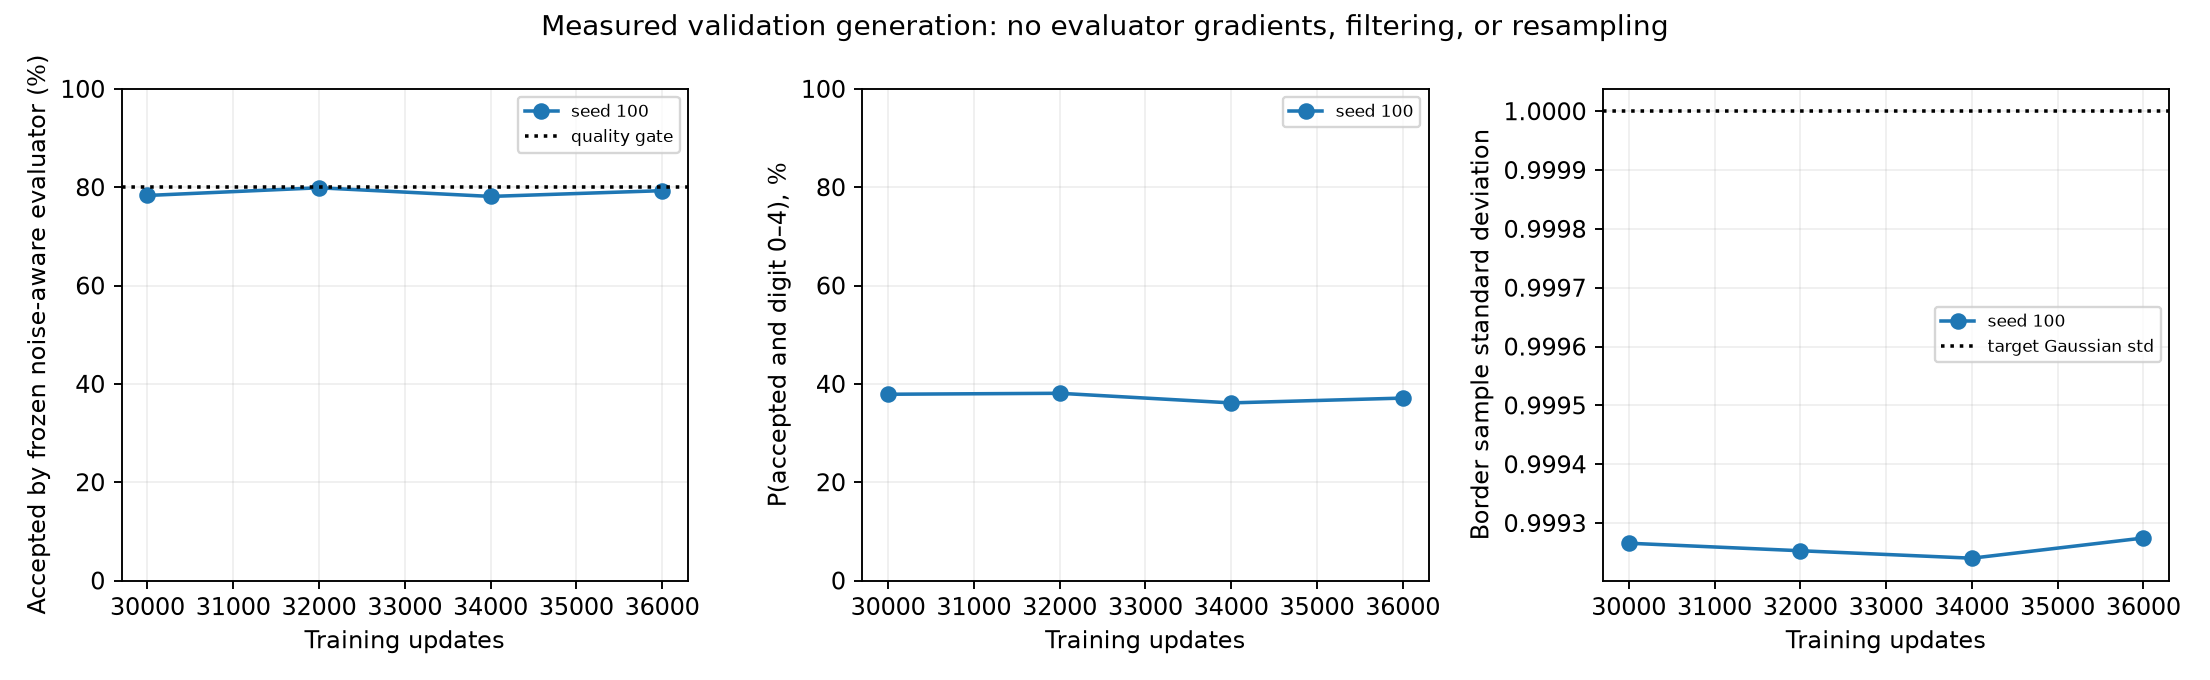 Measured validation generation: no evaluator gradients, filtering, or resampling
Accepted by frozen noise-aware evaluator (%)
100
80
60
40
20
0
seed 100
quality gate
30000 31000 32000 33000 34000 35000 36000
Training updates
P(accepted and digit 0–4), %
100
80
60
40
20
0
seed 100
30000 31000 32000 33000 34000 35000 36000
Training updates
Border sample standard deviation
1.0000
0.9999
0.9998
0.9997
0.9996
0.9995
0.9994
0.9993
seed 100
target Gaussian std
30000 31000 32000 33000 34000 35000 36000
Training updates